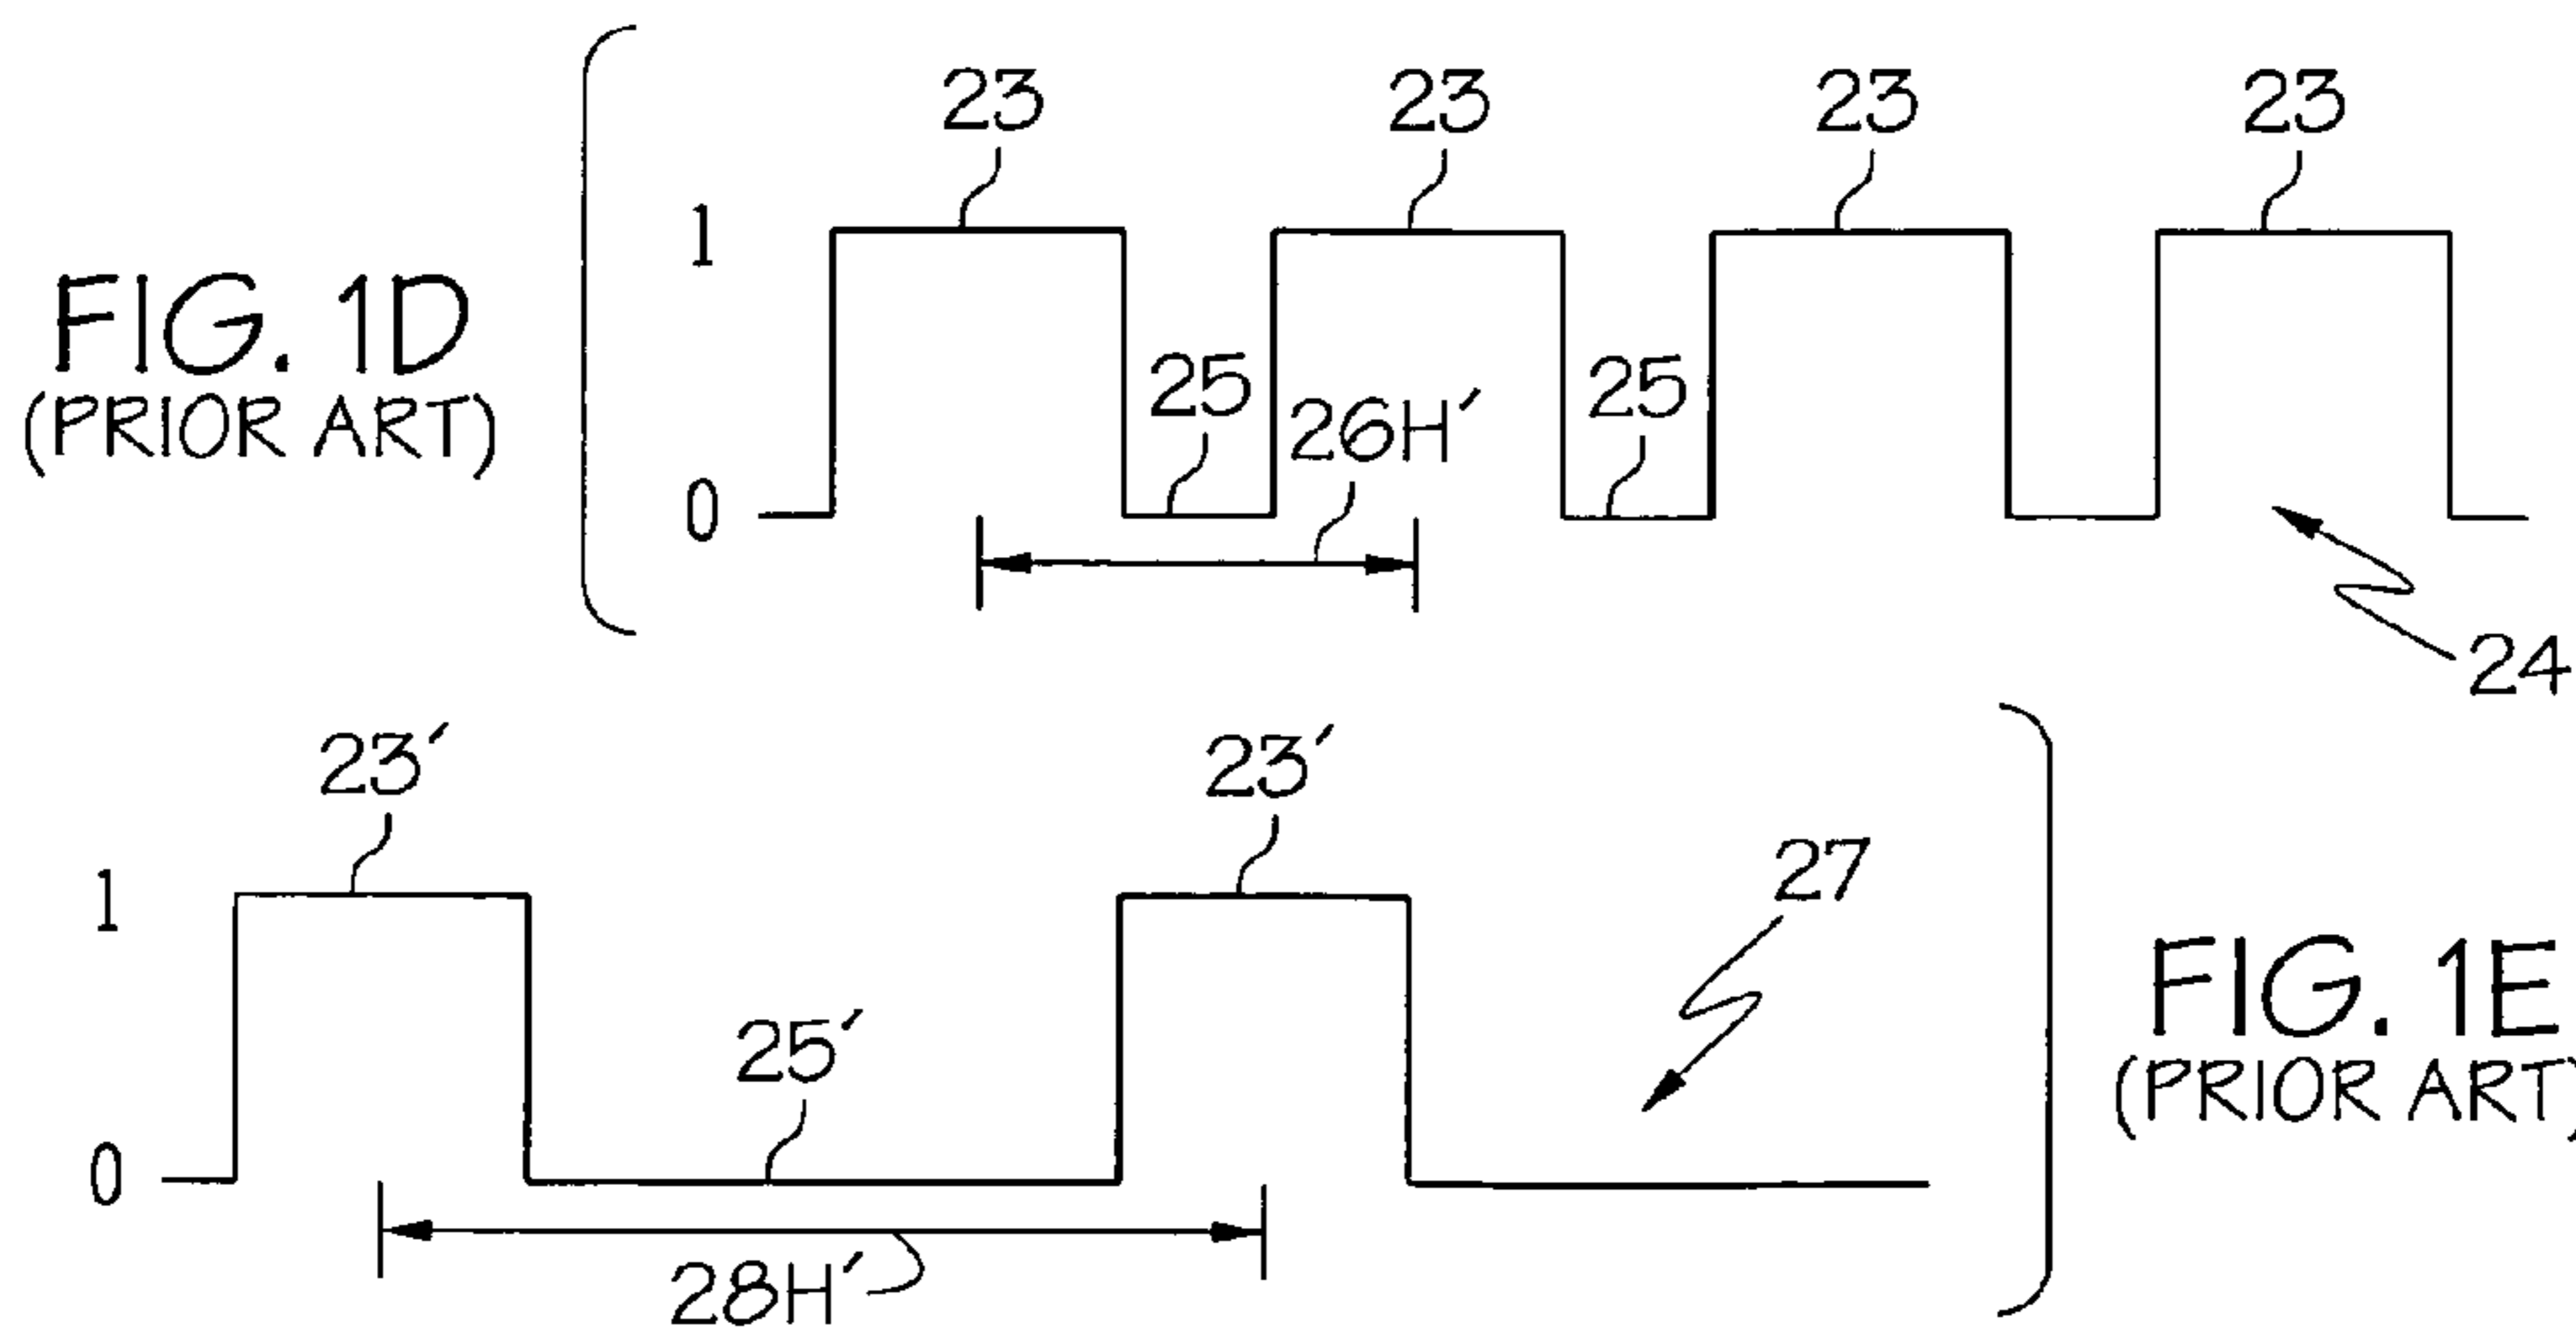 23 23 23 23
1
FIG. 1D
(PRIOR ART)
25 26H' 25
0
24
23' 23'
27
1
FIG. 1E
(PRIOR ART)
25'
0
28H'